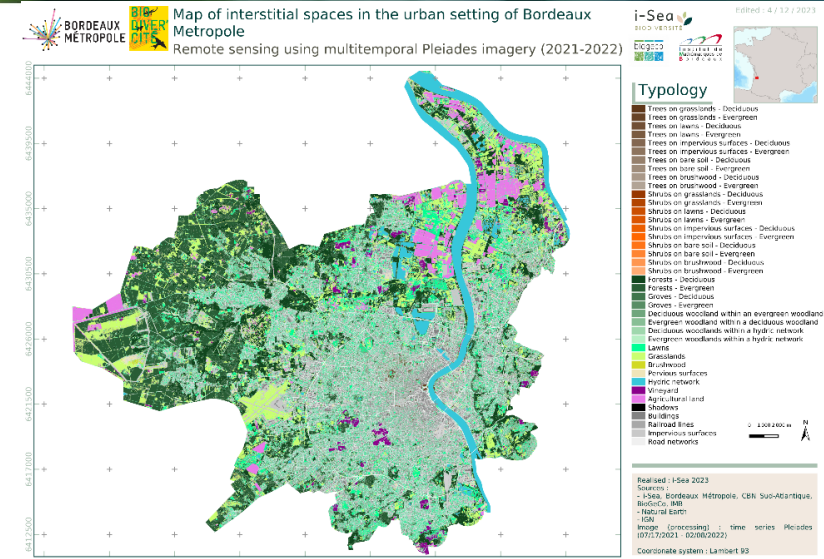 BORDEAUX
MÉTROPOLE
BIO
DIVER
CITÉ
Map of interstitial spaces in the urban setting of Bordeaux
Metropole
Remote sensing using multitemporal Pleiades imagery (2021-2022)
i-Sea
BIODIVERSITÉ
biogeco
Institut de
Mathématiques de
Bordeaux
Edited : 4 / 12 / 2023
6444000
6439500
6435000
6430500
6426000
6421500
6417000
6412500
Typology
Trees on grasslands - Deciduous
Trees on grasslands - Evergreen
Trees on lawns - Deciduous
Trees on lawns - Evergreen
Trees on impervious surfaces - Deciduous
Trees on impervious surfaces - Evergreen
Trees on bare soil - Deciduous
Trees on bare soil - Evergreen
Trees on brushwood - Deciduous
Trees on brushwood - Evergreen
Shrubs on grasslands - Deciduous
Shrubs on grasslands - Evergreen
Shrubs on lawns - Deciduous
Shrubs on lawns - Evergreen
Shrubs on impervious surfaces - Deciduous
Shrubs on impervious surfaces - Evergreen
Shrubs on bare soil - Deciduous
Shrubs on bare soil - Evergreen
Shrubs on brushwood - Deciduous
Shrubs on brushwood - Evergreen
Forests - Deciduous
Forests - Evergreen
Groves - Deciduous
Groves - Evergreen
Deciduous woodland within an evergreen woodland
Evergreen woodland within a deciduous woodland
Deciduous woodlands within a hydric network
Evergreen woodlands within a hydric network
Lawns
Grasslands
Brushwood
Pervious surfaces
Hydric network
Vineyard
Agricultural land
Shadows
Buildings
Railroad lines
Impervious surfaces
Road networks
N
Realised : i-Sea 2023
Sources :
- i-Sea, Bordeaux Métropole, CBN Sud-Atlantique,
BioGeCo, IMB
- Natural Earth
- IGN
Image (processing) : time series Pleiades
(07/17/2021 - 02/08/2022)
Coordinate system : Lambert 93